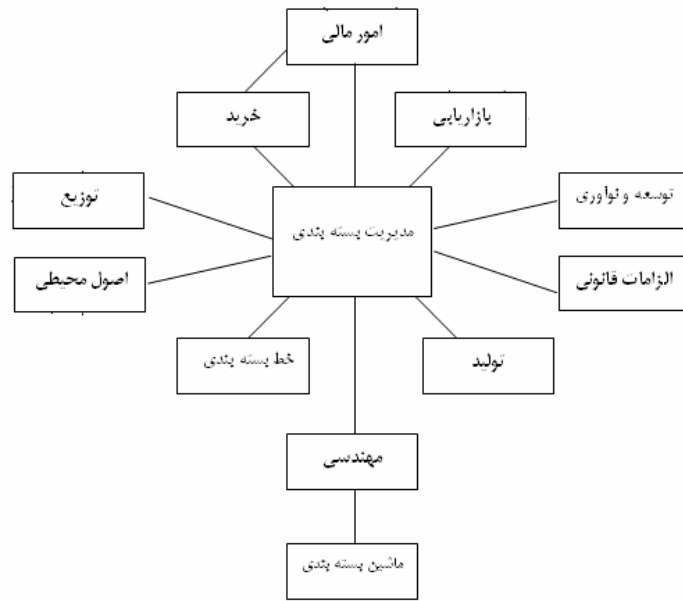 امور مالی
بازاریابی
خرید
توسعه و نوآوری
مدیریت بسته بندی
توزیع
الزامات قانونی
اصول محیطی
تولید
خط بسته بندی
مهندسی
ماشین بسته بندی